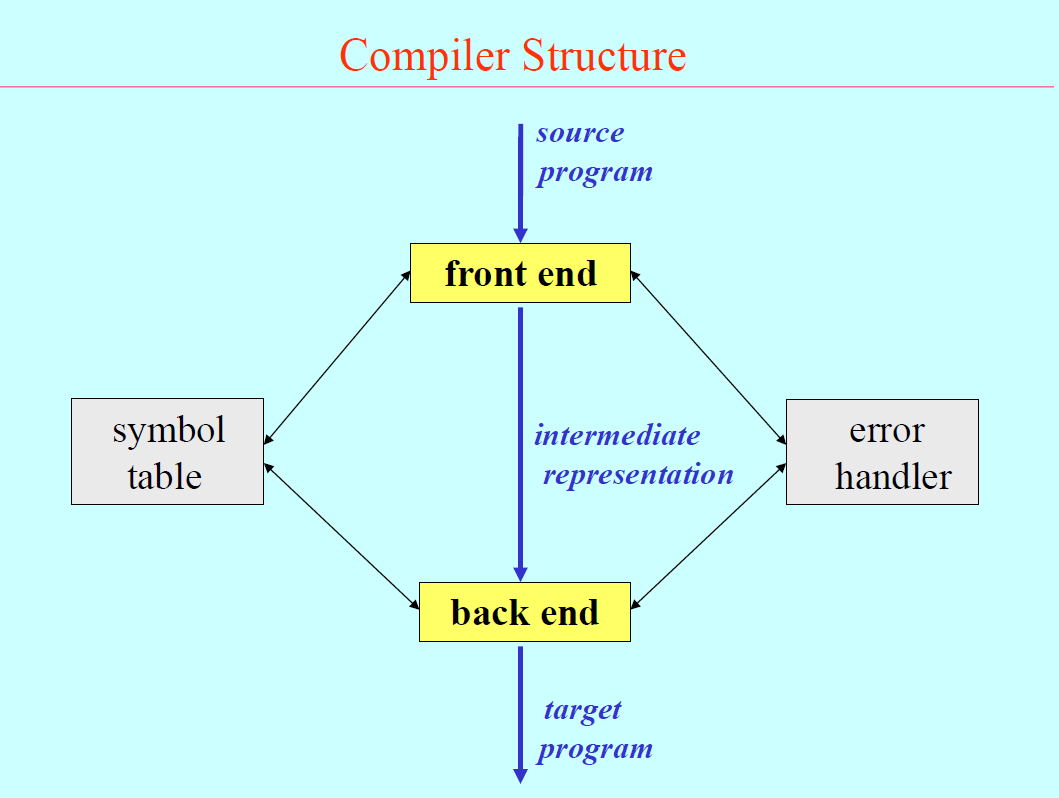 Compiler Structure
source
program
front end
symbol
table
intermediate
representation
error
handler
back end
target
program